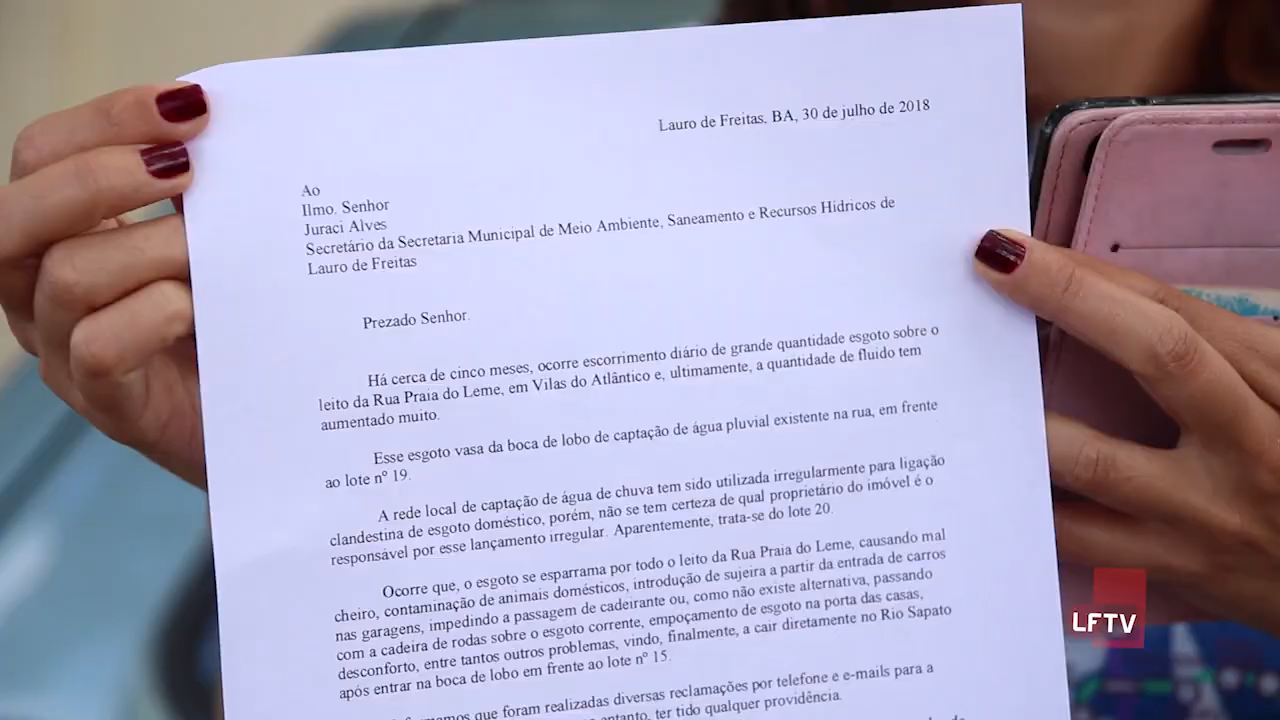 Lauro de Freitas. BA, 30 de julho de 2018
Ao
Ilmo. Senhor
Juraci Alves
Secretário da Secretaria Municipal de Meio Ambiente, Saneamento e Recursos Hídricos de
Lauro de Freitas
Prezado Senhor.
Há cerca de cinco meses, ocorre escorrimento diário de grande quantidade esgoto sobre o
leito da Rua Praia do Leme, em Vilas do Atlântico e, ultimamente, a quantidade de fluido tem
aumentado muito.
Esse esgoto vasa da boca de lobo de captação de água pluvial existente na rua, em frente
ao lote nº 19.
A rede local de captação de água de chuva tem sido utilizada irregularmente para ligação
clandestina de esgoto doméstico, porém, não se tem certeza de qual proprietário do imóvel é o
responsável por esse lançamento irregular. Aparentemente, trata-se do lote 20.
Ocorre que, o esgoto se esparrama por todo o leito da Rua Praia do Leme, causando mal
cheiro, contaminação de animais domésticos, introdução de sujeira a partir da entrada de carros
nas garagens, impedindo a passagem de cadeirante ou, como não existe alternativa, passando
com a cadeira de rodas sobre o esgoto corrente, empoçamento de esgoto na porta das casas,
desconforto, entre tantos outros problemas, vindo, finalmente, a cair diretamente no Rio Sapato
após entrar na boca de lobo em frente ao lote nº 15.
que foram realizadas diversas reclamações por telefone e e-mails para a
ter tido qualquer providência.
LFTV